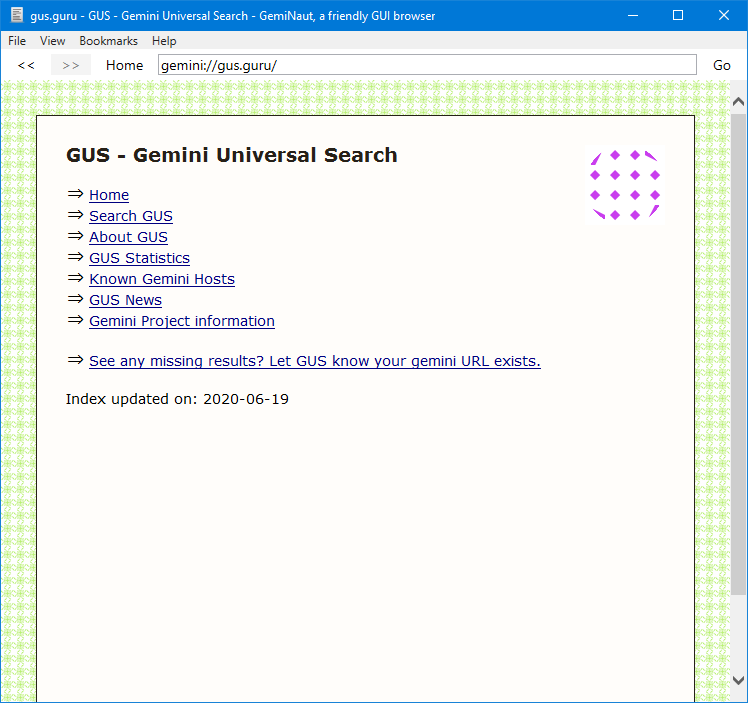 gus.guru - GUS - Gemini Universal Search - GemiNaut, a friendly GUI browser
File View Bookmarks Help
<< >> Home gemini://gus.guru/ Go
GUS - Gemini Universal Search
⇒ Home
⇒ Search GUS
⇒ About GUS
⇒ GUS Statistics
⇒ Known Gemini Hosts
⇒ GUS News
⇒ Gemini Project information
⇒ See any missing results? Let GUS know your gemini URL exists.
Index updated on: 2020-06-19